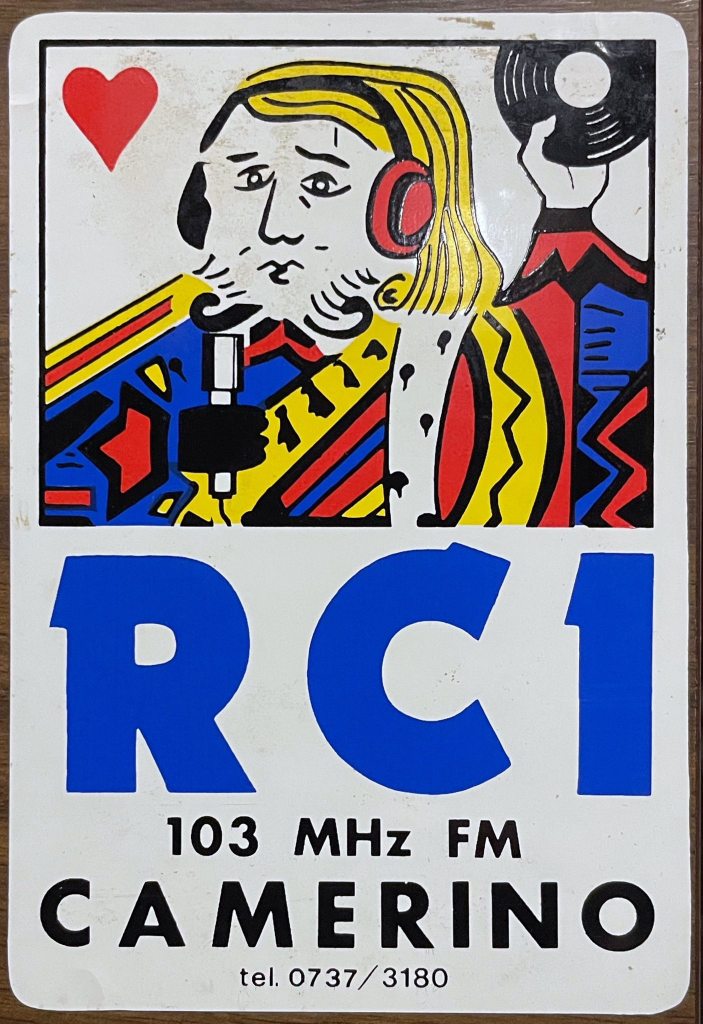 RC1
103 MHz FM
CAMERINO
tel. 0737/3180